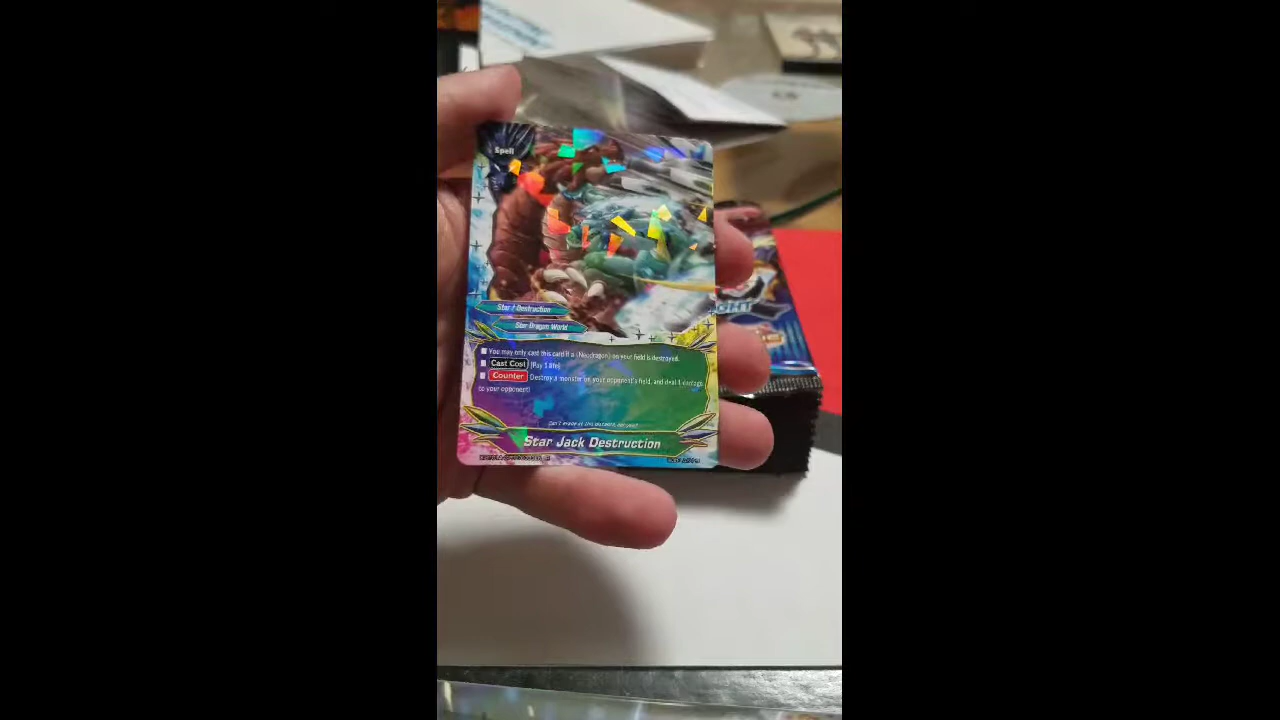 Spell
Star / Destruction
Star Dragon World
You may only cast this card if a «Neodragon» on your field is destroyed.
Cast Cost [Pay 1 life]
Counter Destroy a monster on your opponent's field, and deal 1 damage
to your opponent!
Star Jack Destruction